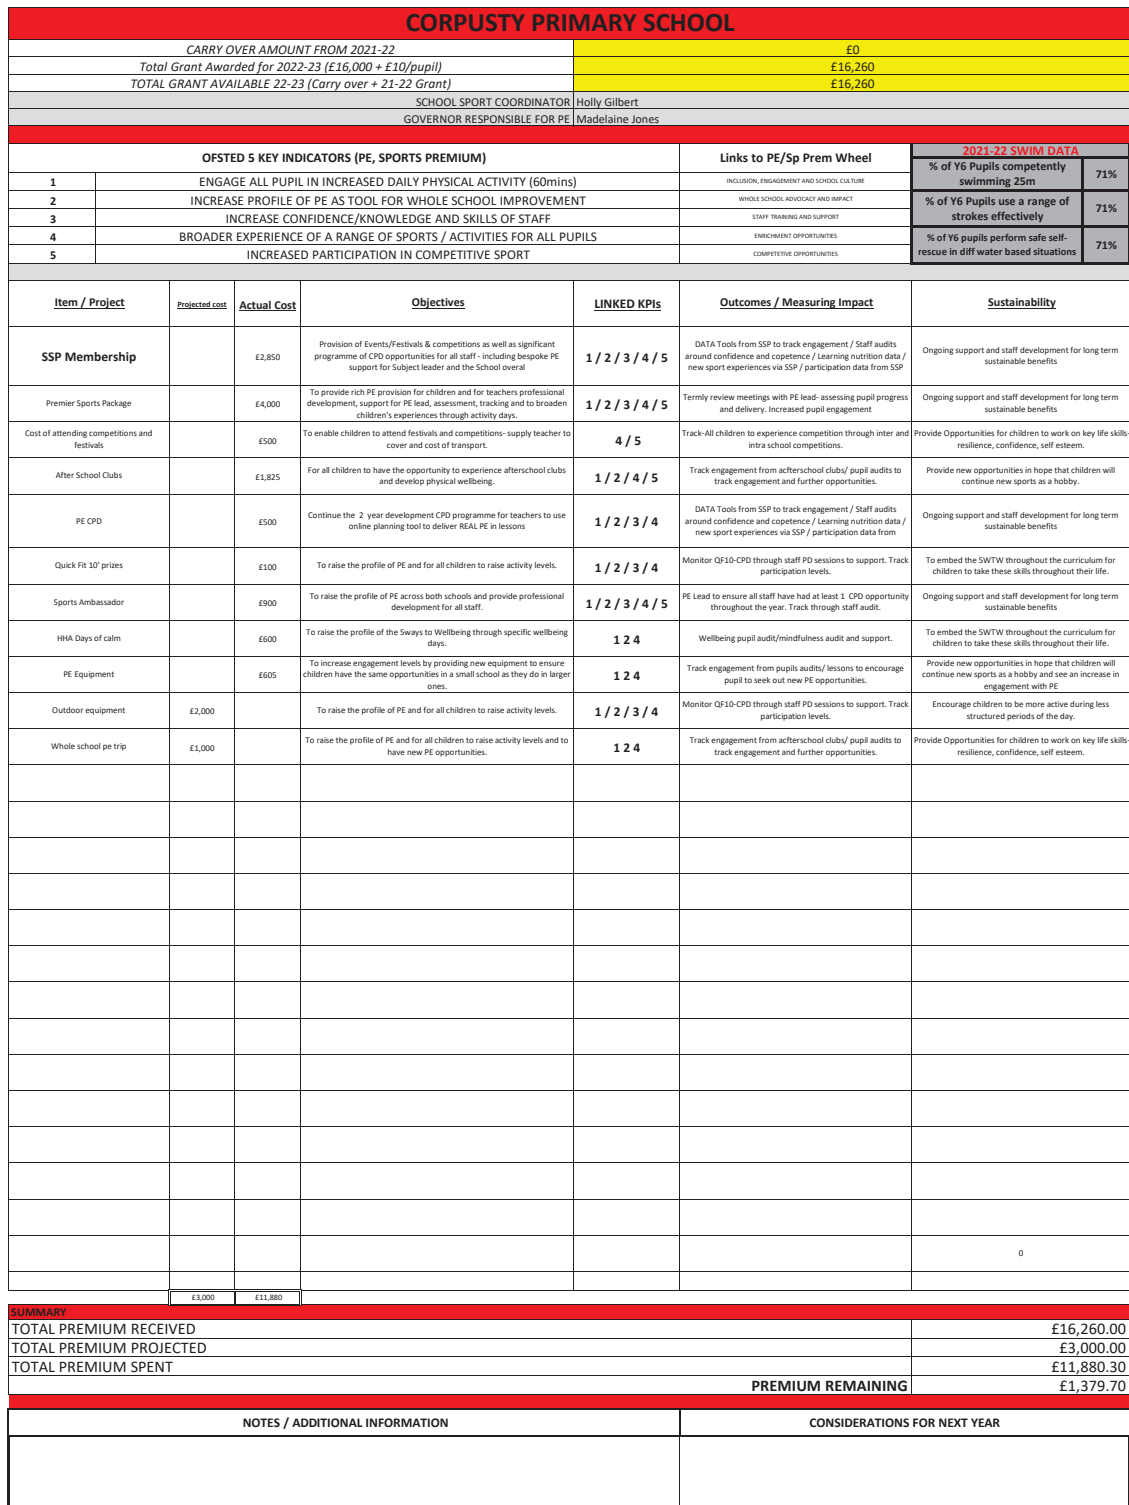 CORPUSTY PRIMARY SCHOOL
CARRY OVER AMOUNT FROM 2021-22 £0
Total Grant Awarded for 2022-23 (£16,000 + £10/pupil) £16,260
TOTAL GRANT AVAILABLE 22-23 (Carry over + 21-22 Grant) £16,260
SCHOOL SPORT COORDINATOR Holly Gilbert
GOVERNOR RESPONSIBLE FOR PE Madelaine Jones
OFSTED 5 KEY INDICATORS (PE, SPORTS PREMIUM) Links to PE/Sp Prem Wheel
2021-22 SWIM DATA
1 ENGAGE ALL PUPIL IN INCREASED DAILY PHYSICAL ACTIVITY (60mins) INCLUSION, ENGAGEMENT AND SCHOOL CULTURE
2 INCREASE PROFILE OF PE AS TOOL FOR WHOLE SCHOOL IMPROVEMENT WHOLE SCHOOL ADVOCACY AND IMPACT
3 INCREASE CONFIDENCE/KNOWLEDGE AND SKILLS OF STAFF STAFF TRAINING AND SUPPORT
4 BROADER EXPERIENCE OF A RANGE OF SPORTS / ACTIVITIES FOR ALL PUPILS ENRICHMENT OPPORTUNITIES
5 INCREASED PARTICIPATION IN COMPETITIVE SPORT COMPETETIVE OPPORTUNITIES
% of Y6 Pupils competently
swimming 25m 71%
% of Y6 Pupils use a range of
strokes effectively 71%
% of Y6 pupils perform safe self-
rescue in diff water based situations 71%
Item / Project Projected cost Actual Cost Objectives LINKED KPIs Outcomes / Measuring Impact Sustainability
SSP Membership
£2,850
Provision of Events/Festivals & competitions as well as significant
programme of CPD opportunities for all staff - including bespoke PE
support for Subject leader and the School overal
1 / 2 / 3 / 4 / 5
DATA Tools from SSP to track engagement / Staff audits
around confidence and copetence / Learning nutrition data /
new sport experiences via SSP / participation data from SSP
Ongoing support and staff development for long term
sustainable benefits
Premier Sports Package
£4,000
To provide rich PE provision for children and for teachers professional
development, support for PE lead, assessment, tracking and to broaden
children's experiences through activity days.
1 / 2 / 3 / 4 / 5
Termly review meetings with PE lead- assessing pupil progress
and delivery. Increased pupil engagement
Ongoing support and staff development for long term
sustainable benefits
Cost of attending competitions and
festivals
£500
To enable children to attend festivals and competitions- supply teacher to
cover and cost of transport.
4 / 5
Track-All children to experience competition through inter and
intra school competitions.
Provide Opportunities for children to work on key life skills-
resilience, confidence, self esteem.
After School Clubs
£1,825
For all children to have the opportunity to experience afterschool clubs
and develop physical wellbeing.
1 / 2 / 4 / 5
Track engagement from acfterschool clubs/ pupil audits to
track engagement and further opportunities.
Provide new opportunities in hope that children will
continue new sports as a hobby.
PE CPD
£500
Continue the 2 year development CPD programme for teachers to use
online planning tool to deliver REAL PE in lessons
1 / 2 / 3 / 4
DATA Tools from SSP to track engagement / Staff audits
around confidence and copetence / Learning nutrition data /
new sport experiences via SSP / participation data from
Ongoing support and staff development for long term
sustainable benefits
Quick Fit 10' prizes
£100
To raise the profile of PE and for all children to raise activity levels.
1 / 2 / 3 / 4
Monitor QF10-CPD through staff PD sessions to support. Track
participation levels.
To embed the 5WTW throughout the curriculum for
children to take these skills throughout their life.
Sports Ambassador
£900
To raise the profile of PE across both schools and provide professional
development for all staff.
1 / 2 / 3 / 4 / 5
PE Lead to ensure all staff have had at least 1 CPD opportunity
throughout the year. Track through staff audit.
Ongoing support and staff development for long term
sustainable benefits
HHA Days of calm
£600
To raise the profile of the 5ways to Wellbeing through specific wellbeing
days.
1 2 4
Wellbeing pupil audit/mindfulness audit and support.
To embed the 5WTW throughout the curriculum for
children to take these skills throughout their life.
PE Equipment
£605
To increase engagement levels by providing new equipment to ensure
children have the same opportunities in a small school as they do in larger
ones.
1 2 4
Track engagement from pupils audits/ lessons to encourage
pupil to seek out new PE opportunities.
Provide new opportunities in hope that children will
continue new sports as a hobby and see an increase in
engagement with PE
Outdoor equipment
£2,000
To raise the profile of PE and for all children to raise activity levels.
1 / 2 / 3 / 4
Monitor QF10-CPD through staff PD sessions to support. Track
participation levels.
Encourage children to be more active during less
structured periods of the day.
Whole school pe trip
£1,000
To raise the profile of PE and for all children to raise activity levels and to
have new PE opportunities.
1 2 4
Track engagement from acfterschool clubs/ pupil audits to
track engagement and further opportunities.
Provide Opportunities for children to work on key life skills-
resilience, confidence, self esteem.
0
£3,000 £11,880
SUMMARY
TOTAL PREMIUM RECEIVED £16,260.00
TOTAL PREMIUM PROJECTED £3,000.00
TOTAL PREMIUM SPENT £11,880.30
PREMIUM REMAINING £1,379.70
NOTES / ADDITIONAL INFORMATION CONSIDERATIONS FOR NEXT YEAR